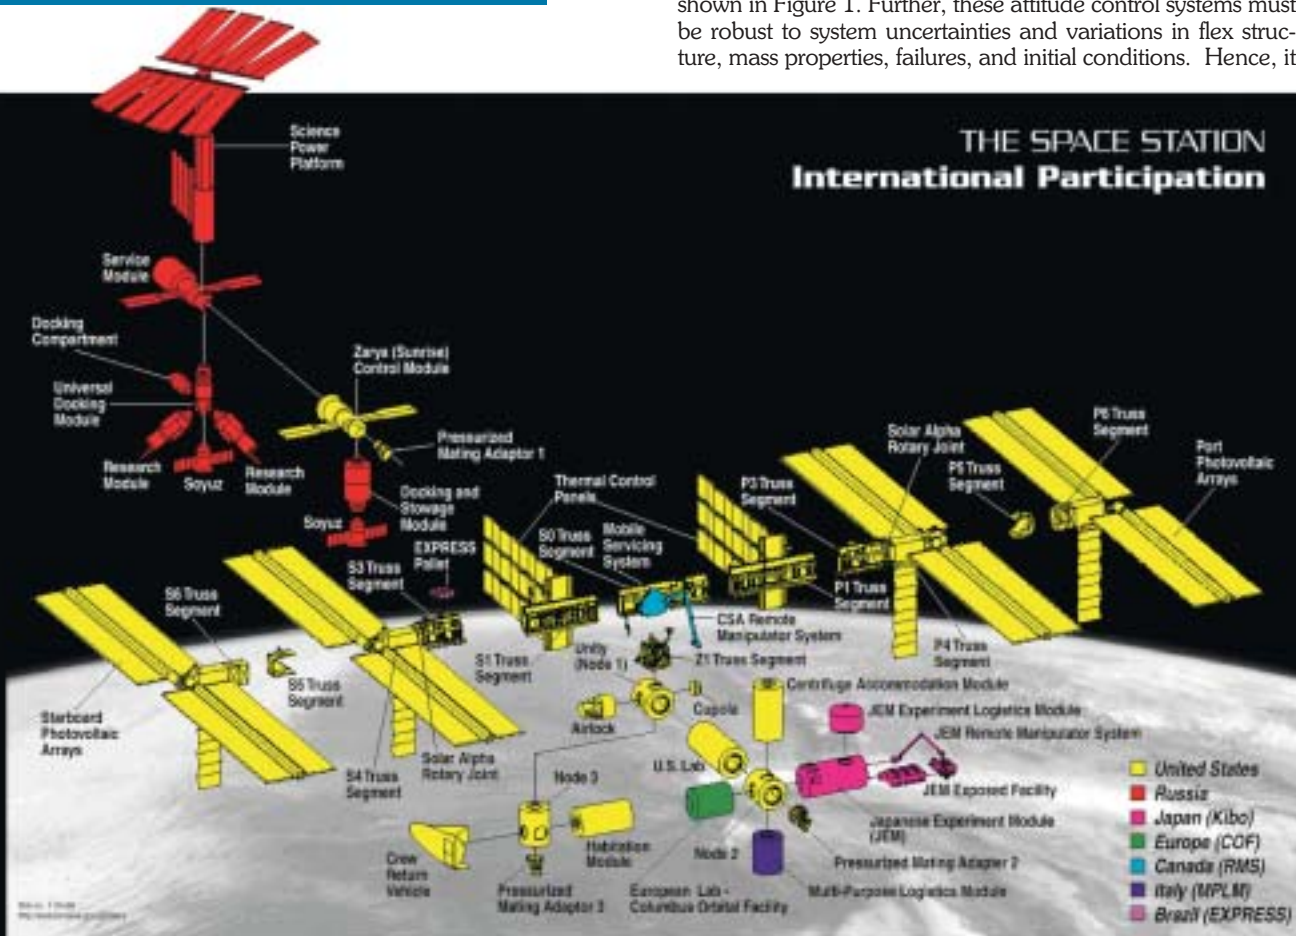 shown in Figure 1. Further, these attitude control systems must
be robust to system uncertainties and variations in flex struc-
ture, mass properties, failures, and initial conditions. Hence, it
THE SPACE STATION
International Participation
Science
Power
Platform
Service
Module
Docking
Compartment
Universal
Docking
Module
Research
Module
Soyuz
Research
Module
Zarya (Sunrise)
Control Module
Pressurized
Mating Adaptor 1
Docking and
Stowage
Module
Soyuz
EXPRESS
Pallet
S3 Truss
Segment
S6 Truss
Segment
Thermal Control
Panels
S0 Truss
Segment
Mobile
Servicing
System
P3 Truss
Segment
Solar Alpha
Rotary Joint
P5 Truss
Segment
P6 Truss
Segment
Port
Photovoltaic
Arrays
P1 Truss
Segment
P4 Truss
Segment
CSA Remote
Manipulator System
Z1 Truss Segment
Unity
(Node 1)
S1 Truss
Segment
S5 Truss
Segment
Starboard
Photovoltaic
Arrays
S4 Truss
Segment
Solar Alpha
Rotary Joint
Airlock
Cupola
Centrifuge Accommodation Module
JEM Experiment Logistics Module
JEM Remote Manipulator System
U.S. Lab
Node 3
JEM Exposed Facility
Japanese Experiment Module
(JEM)
Habitation
Module
Node 2
Pressurized Mating Adapter 2
Crew
Return
Vehicle
Pressurized
Mating Adaptor 3
European Lab -
Columbus Orbital Facility
Multi-Purpose Logistics Module
United States
Russia
Japan (Kibo)
Europe (COF)
Canada (RMS)
Italy (MPLM)
Brazil (EXPRESS)